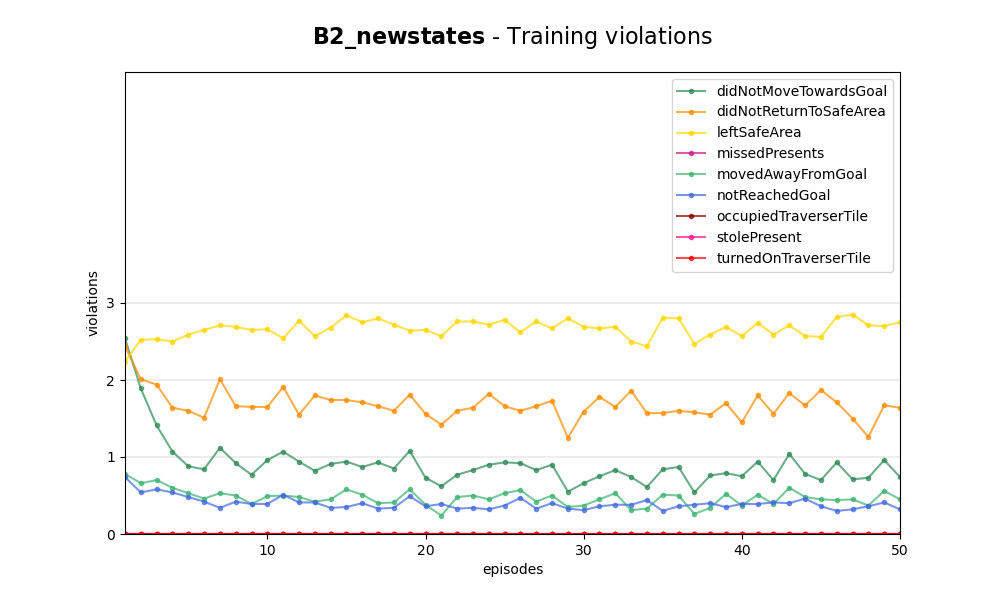 B2_newstates - Training violations
didNotMoveTowardsGoal
didNotReturnToSafeArea
leftSafeArea
missedPresents
movedAwayFromGoal
notReachedGoal
occupiedTraverserTile
stolePresent
turnedOnTraverserTile
violations
3
2
1
0
10
20
30
40
50
episodes